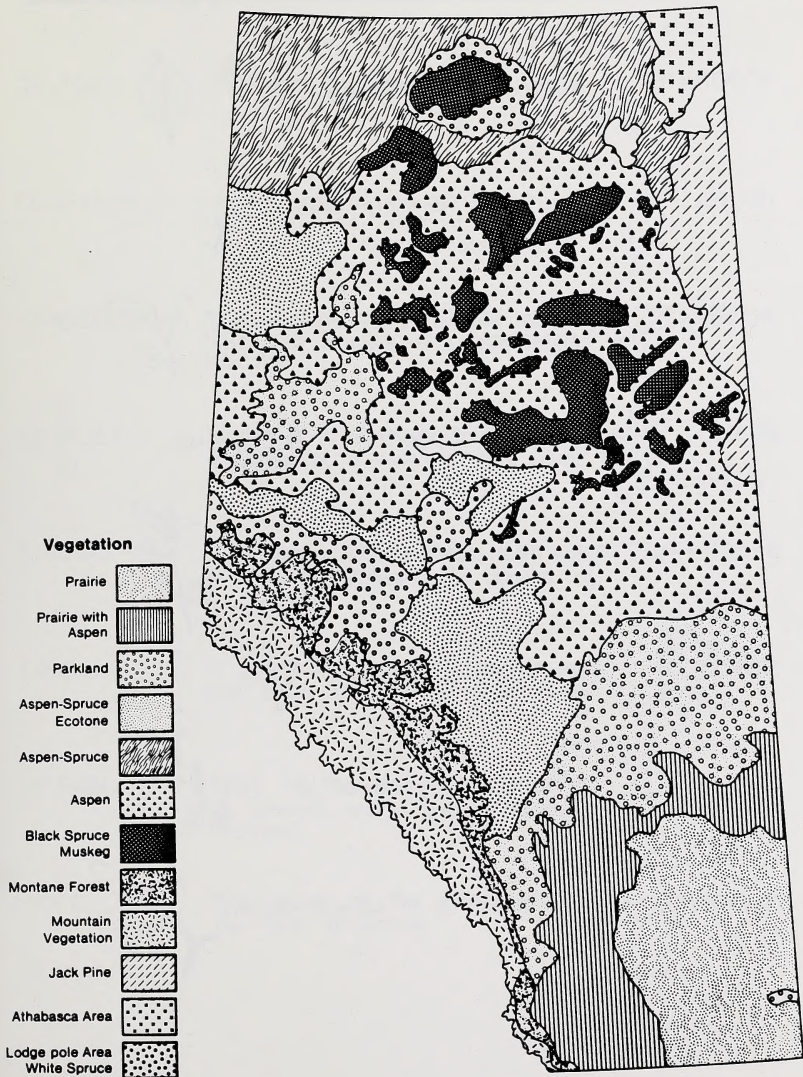 Vegetation
Prairie
Prairie with
Aspen
Parkland
Aspen-Spruce
Ecotone
Aspen-Spruce
Aspen
Black Spruce
Muskeg
Montane Forest
Mountain
Vegetation
Jack Pine
Athabasca Area
Lodge pole Area
White Spruce